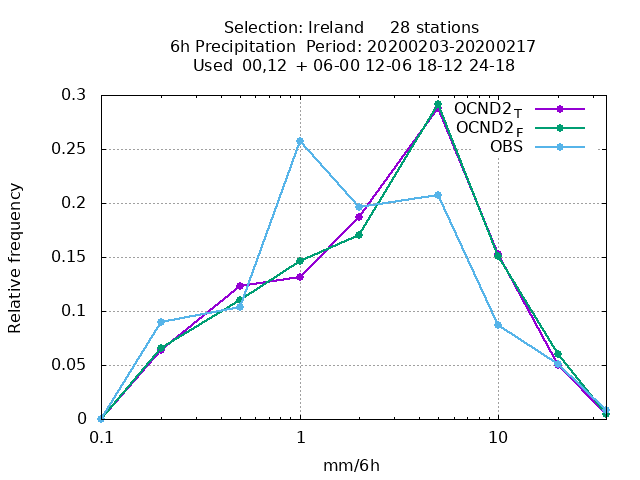 Selection: Ireland 28 stations
6h Precipitation Period: 20200203-20200217
Used 00,12 + 06-00 12-06 18-12 24-18
OCND2_T
OCND2_F
OBS
0.3
0.25
0.2
0.15
0.1
0.05
0
Relative frequency
0.1 1 10
mm/6h